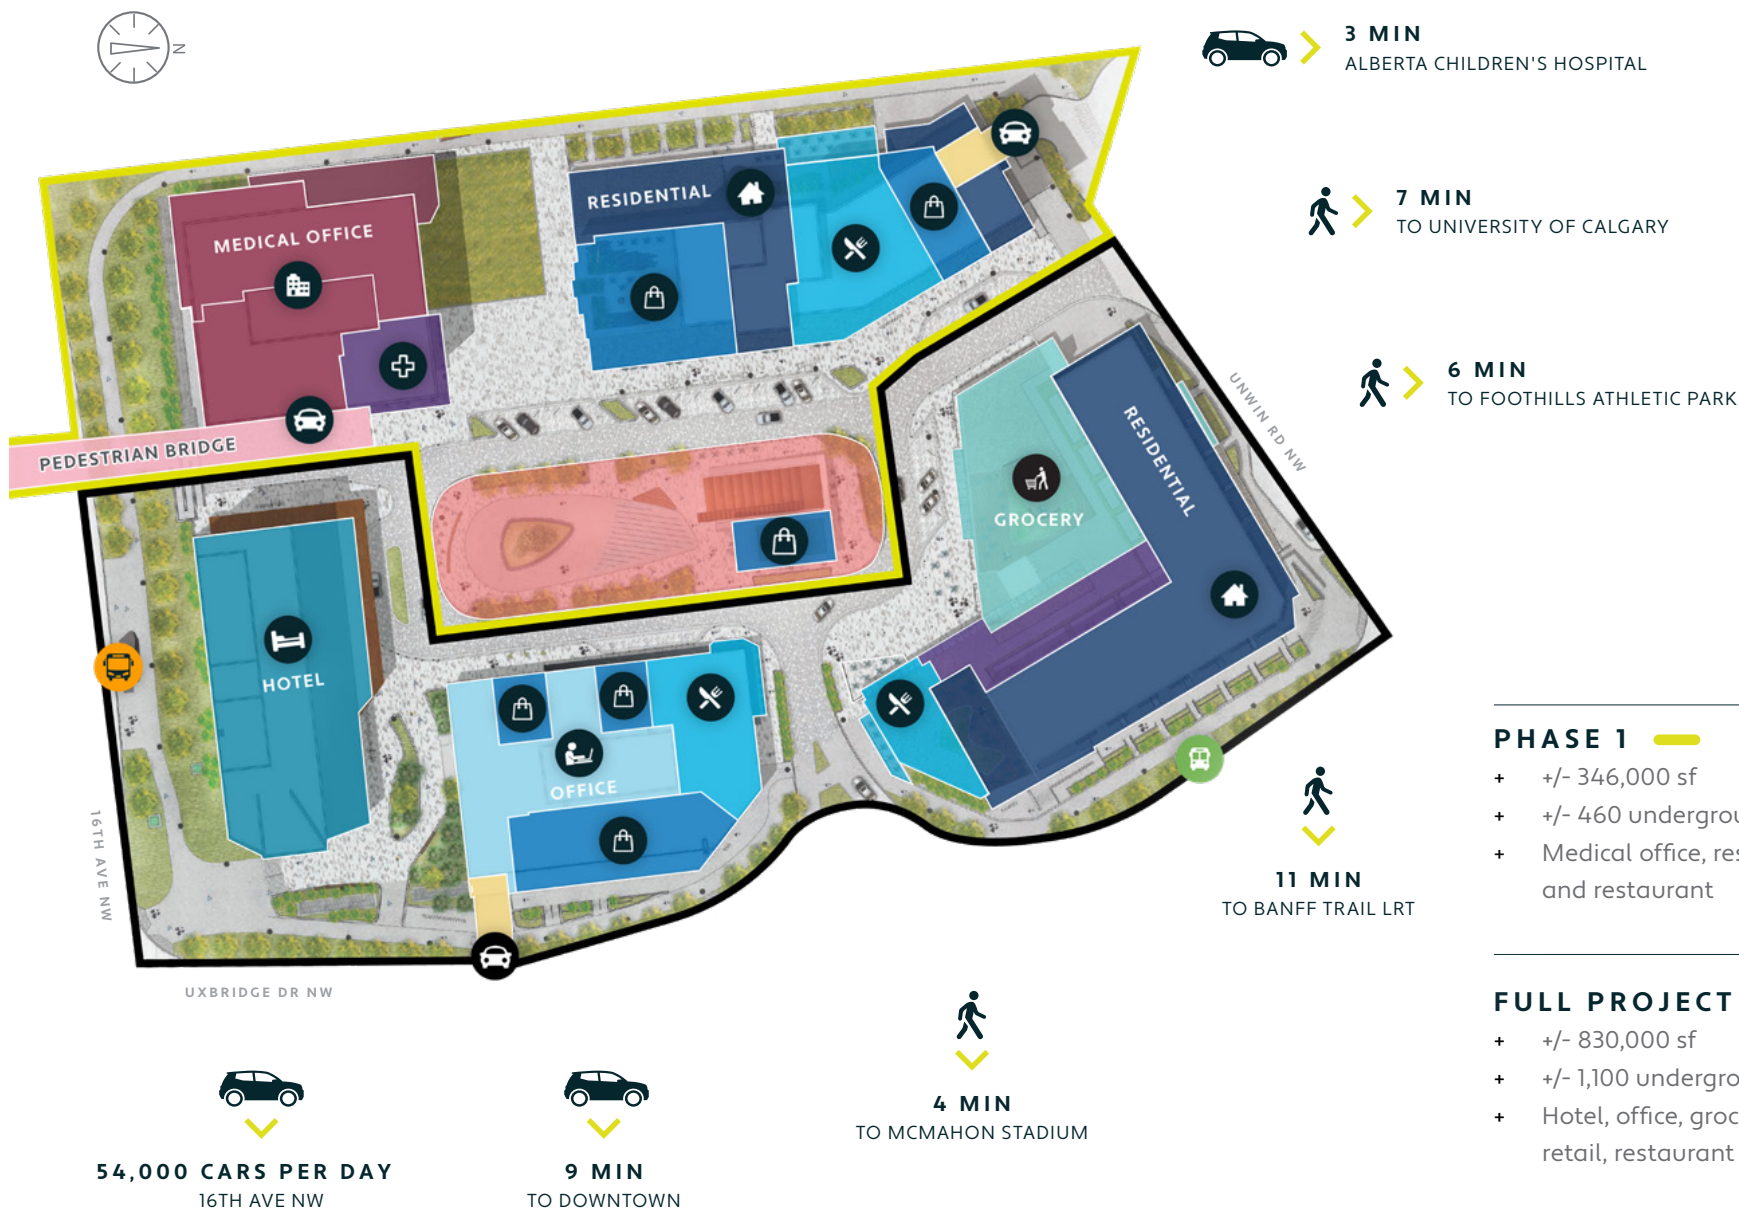 N
3 MIN
ALBERTA CHILDREN'S HOSPITAL
7 MIN
TO UNIVERSITY OF CALGARY
6 MIN
TO FOOTHILLS ATHLETIC PARK
MEDICAL OFFICE
RESIDENTIAL
PEDESTRIAN BRIDGE
UNWIN RD NW
RESIDENTIAL
GROCERY
HOTEL
OFFICE
16TH AVE NW
UXBRIDGE DR NW
11 MIN
TO BANFF TRAIL LRT
4 MIN
TO MCMAHON STADIUM
54,000 CARS PER DAY
16TH AVE NW
9 MIN
TO DOWNTOWN
PHASE 1
+ +/- 346,000 sf
+ +/- 460 undergrou
+ Medical office, res
and restaurant
FULL PROJECT
+ +/- 830,000 sf
+ +/- 1,100 undergro
+ Hotel, office, groc
retail, restaurant